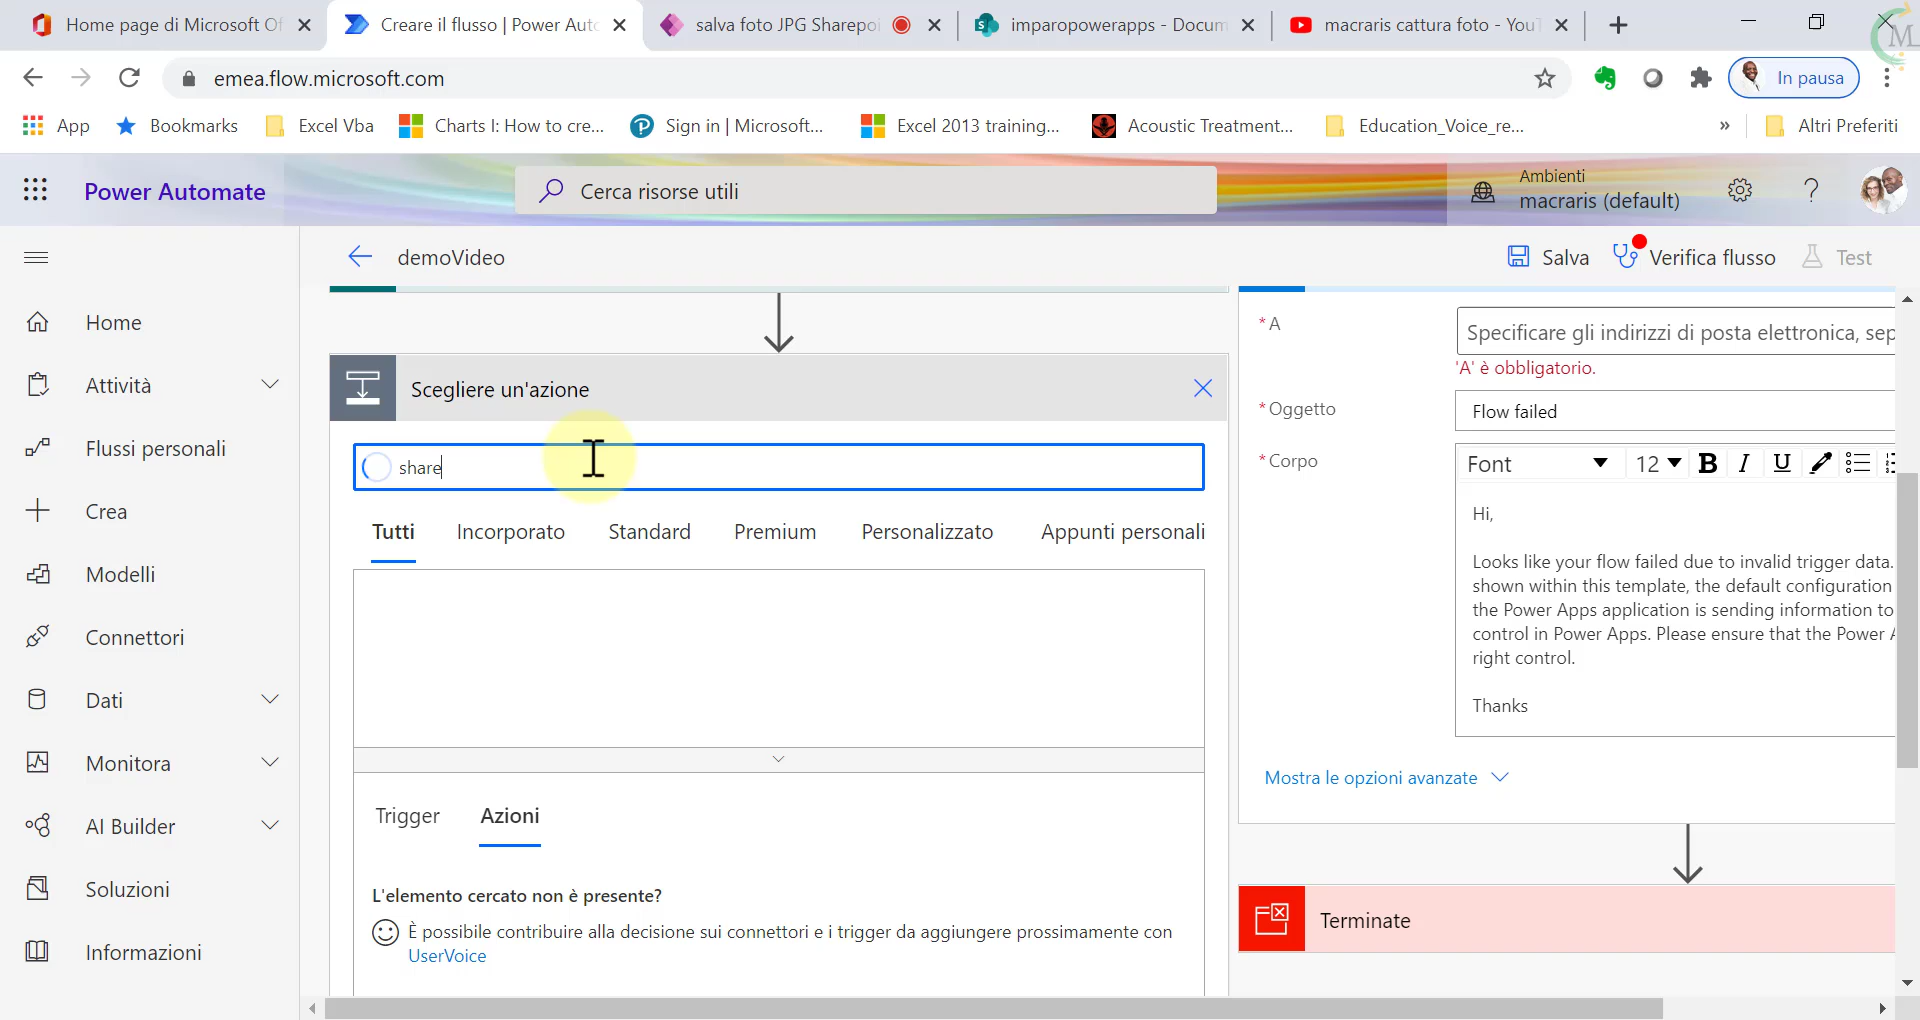 Home page di Microsoft Of
Creare il flusso | Power Auto
salva foto JPG Sharepoi
imparopowerapps - Docum
macraris cattura foto - YouT
emea.flow.microsoft.com
In pausa
App
Bookmarks
Excel Vba
Charts I: How to cre...
Sign in | Microsoft...
Excel 2013 training...
Acoustic Treatment...
Education_Voice_re...
»
Altri Preferiti
Power Automate
Cerca risorse utili
Ambienti
macraris (default)
demoVideo
Salva
Verifica flusso
Test
Home
Attività
Flussi personali
Crea
Modelli
Connettori
Dati
Monitora
AI Builder
Soluzioni
Informazioni
Scegliere un'azione
share
Tutti
Incorporato
Standard
Premium
Personalizzato
Appunti personali
Trigger
Azioni
L'elemento cercato non è presente?
È possibile contribuire alla decisione sui connettori e i trigger da aggiungere prossimamente con
UserVoice
* A
Specificare gli indirizzi di posta elettronica, sep
'A' è obbligatorio.
* Oggetto
Flow failed
* Corpo
Font
12
B
I
U
Hi,
Looks like your flow failed due to invalid trigger data.
shown within this template, the default configuration
the Power Apps application is sending information to
control in Power Apps. Please ensure that the Power A
right control.
Thanks
Mostra le opzioni avanzate
Terminate